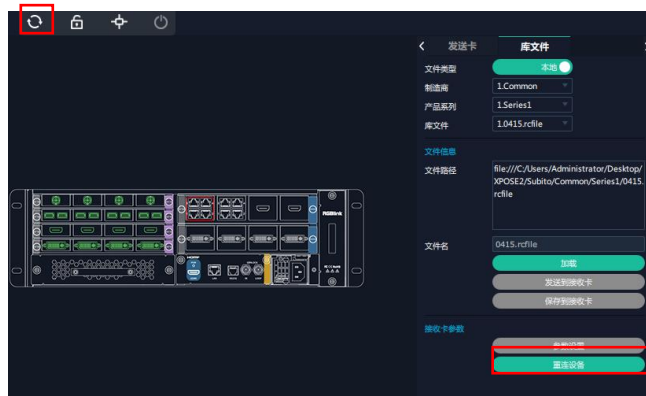 发送卡 库文件
文件类型 本地
制造商 1.Common
产品系列 1.Series1
库文件 1.0415.rcfile
文件信息
文件路径 file:///C:/Users/Administrator/Desktop/
XPOSE2/Subito/Common/Series1/0415.
rcfile
文件名 0415.rcfile
加载
发送到接收卡
保存到接收卡
接收卡参数
参数设置
重连设备
RGBlink